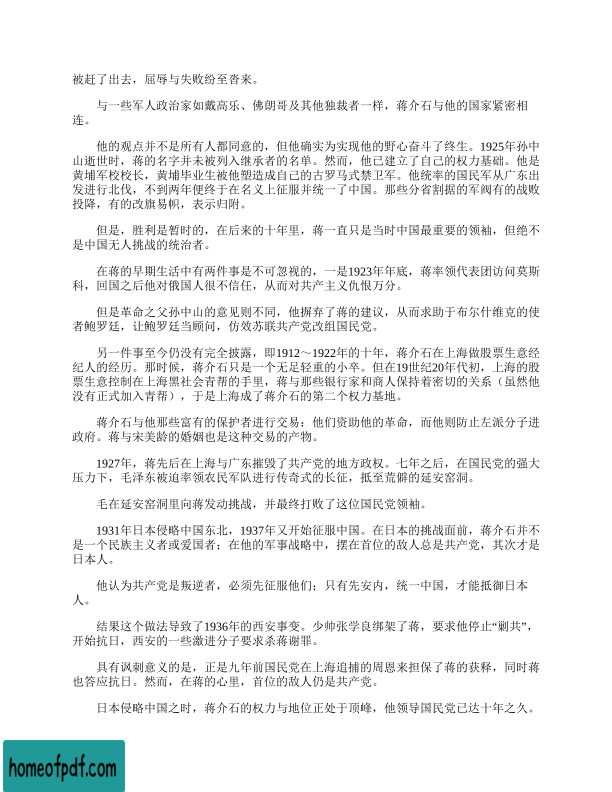 被赶了出去，屈辱与失败纷至沓来。
与一些军人政治家如戴高乐、佛朗哥及其他独裁者一样，蒋介石与他的国家紧密相
连。
他的观点并不是所有人都同意的，但他确实为实现他的野心奋斗了终生。1925年孙中
山逝世时，蒋的名字并未被列入继承者的名单。然而，他已建立了自己的权力基础。他是
黄埔军校校长，黄埔毕业生被他塑造成自己的古罗马式禁卫军。他统率的国民军从广东出
发进行北伐，不到两年便终于在名义上征服并统一了中国。那些分省割据的军阀有的战败
投降，有的改旗易帜，表示归附。
但是，胜利是暂时的，在后来的十年里，蒋一直只是当时中国最重要的领袖，但绝不
是中国无人挑战的统治者。
在蒋的早期生活中有两件事是不可忽视的，一是1923年年底，蒋率领代表团访问莫斯
科，回国之后他对俄国人很不信任，从而对共产主义仇恨万分。
但是革命之父孙中山的意见则不同，他摒弃了蒋的建议，从而求助于布尔什维克的使
者鲍罗廷，让鲍罗廷当顾问，仿效苏联共产党改组国民党。
另一件事至今仍没有完全披露，即1912～1922年的十年，蒋介石在上海做股票生意经
纪人的经历。那时候，蒋介石只是一个无足轻重的小卒。但在19世纪20年代初，上海的股
票生意控制在上海黑社会青帮的手里，蒋与那些银行家和商人保持着密切的关系（虽然他
没有正式加入青帮），于是上海成了蒋介石的第二个权力基地。
蒋介石与他那些富有的保护者进行交易：他们资助他的革命，而他则防止左派分子进
政府。蒋与宋美龄的婚姻也是这种交易的产物。
1927年，蒋先后在上海与广东摧毁了共产党的地方政权。七年之后，在国民党的强大
压力下，毛泽东被迫率领农民军队进行传奇式的长征，抵至荒僻的延安窑洞。
毛在延安窑洞里向蒋发动挑战，并最终打败了这位国民党领袖。
1931年日本侵略中国东北，1937年又开始征服中国。在日本的挑战面前，蒋介石并不
是一个民族主义者或爱国者；在他的军事战略中，摆在首位的敌人总是共产党，其次才是
日本人。
他认为共产党是叛逆者，必须先征服他们；只有先安内，统一中国，才能抵御日本
人。
结果这个做法导致了1936年的西安事变。少帅张学良绑架了蒋，要求他停止“剿共”，
开始抗日，西安的一些激进分子要求杀蒋谢罪。
具有讽刺意义的是，正是九年前国民党在上海追捕的周恩来担保了蒋的获释，同时蒋
也答应抗日。然而，在蒋的心里，首位的敌人仍是共产党。
日本侵略中国之时，蒋介石的权力与地位正处于顶峰，他领导国民党已达十年之久。
homeofpdf.com